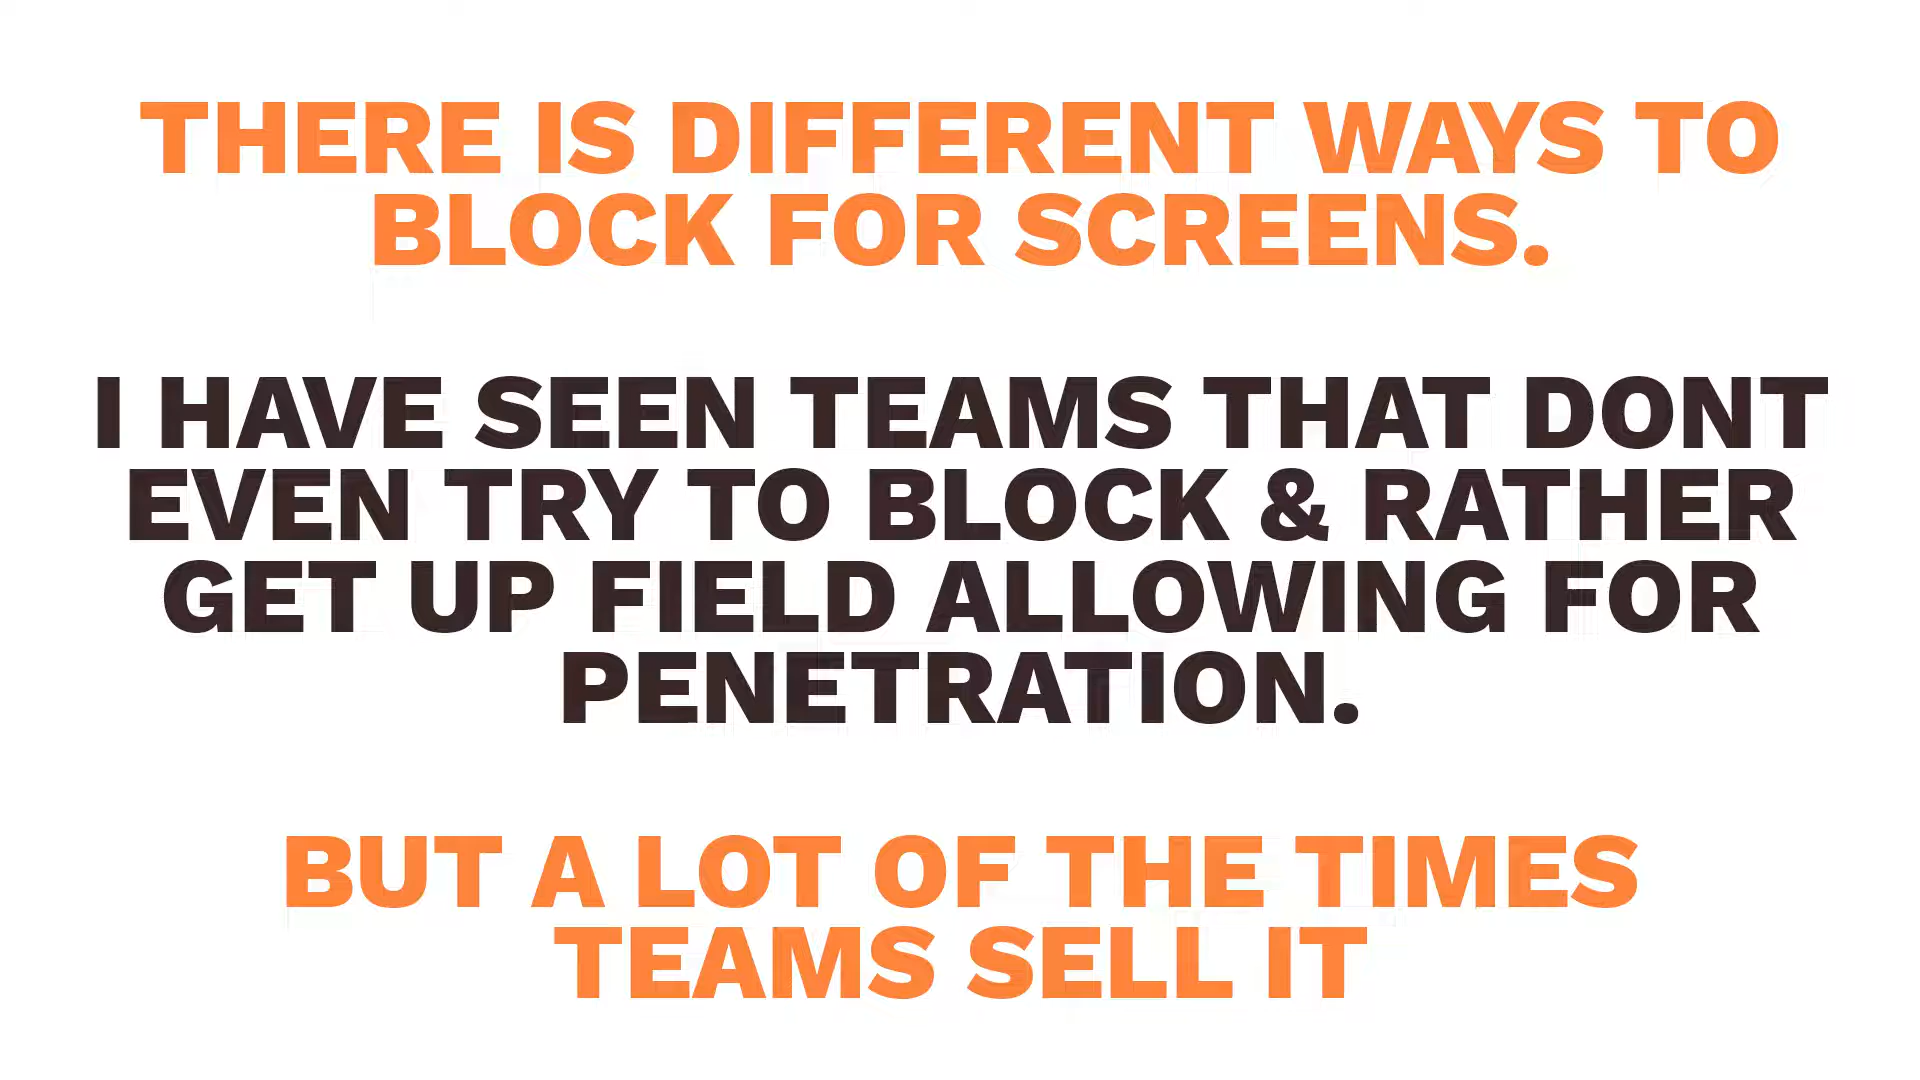 THERE IS DIFFERENT WAYS TO
BLOCK FOR SCREENS.
I HAVE SEEN TEAMS THAT DONT
EVEN TRY TO BLOCK & RATHER
GET UP FIELD ALLOWING FOR
PENETRATION.
BUT A LOT OF THE TIMES
TEAMS SELL IT